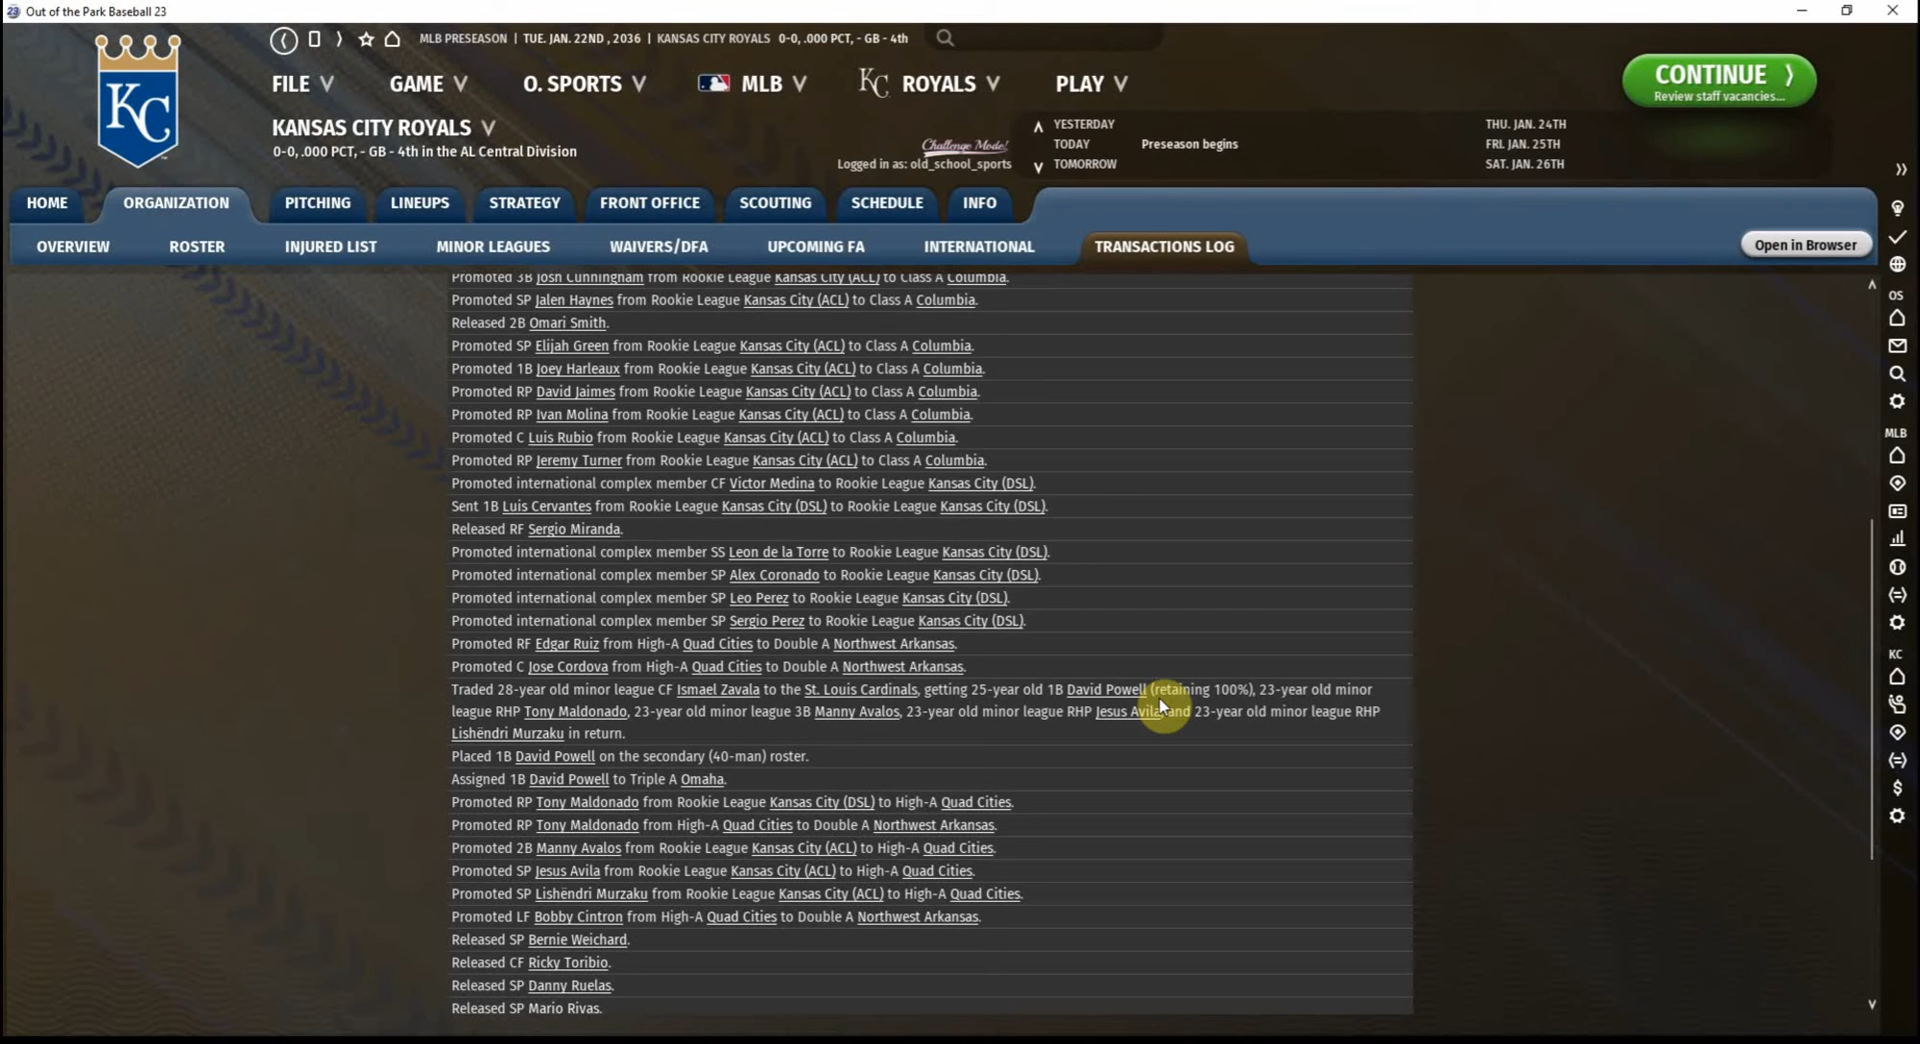 Out of the Park Baseball 23
MLB PRESEASON | TUE. JAN. 22ND , 2036 | KANSAS CITY ROYALS 0-0, .000 PCT, - GB - 4th
FILE GAME O. SPORTS MLB KC ROYALS PLAY
CONTINUE
Review staff vacancies...
KC
KANSAS CITY ROYALS
0-0, .000 PCT, - GB - 4th in the AL Central Division
Challenge Mode!
Logged in as: old_school_sports
YESTERDAY
TODAY Preseason begins
TOMORROW
THU. JAN. 24TH
FRI. JAN. 25TH
SAT. JAN. 26TH
HOME ORGANIZATION PITCHING LINEUPS STRATEGY FRONT OFFICE SCOUTING SCHEDULE INFO
OVERVIEW ROSTER INJURED LIST MINOR LEAGUES WAIVERS/DFA UPCOMING FA INTERNATIONAL TRANSACTIONS LOG
Open in Browser
Promoted 3B Josh Cunningham from Rookie League Kansas City (ACL) to Class A Columbia.
Promoted SP Jalen Haynes from Rookie League Kansas City (ACL) to Class A Columbia.
Released 2B Omari Smith.
Promoted SP Elijah Green from Rookie League Kansas City (ACL) to Class A Columbia.
Promoted 1B Joey Harleaux from Rookie League Kansas City (ACL) to Class A Columbia.
Promoted RP David Jaimes from Rookie League Kansas City (ACL) to Class A Columbia.
Promoted RP Ivan Molina from Rookie League Kansas City (ACL) to Class A Columbia.
Promoted C Luis Rubio from Rookie League Kansas City (ACL) to Class A Columbia.
Promoted RP Jeremy Turner from Rookie League Kansas City (ACL) to Class A Columbia.
Promoted international complex member CF Victor Medina to Rookie League Kansas City (DSL).
Sent 1B Luis Cervantes from Rookie League Kansas City (DSL) to Rookie League Kansas City (DSL).
Released RF Sergio Miranda.
Promoted international complex member SS Leon de la Torre to Rookie League Kansas City (DSL).
Promoted international complex member SP Alex Coronado to Rookie League Kansas City (DSL).
Promoted international complex member SP Leo Perez to Rookie League Kansas City (DSL).
Promoted international complex member SP Sergio Perez to Rookie League Kansas City (DSL).
Promoted RF Edgar Ruiz from High-A Quad Cities to Double A Northwest Arkansas.
Promoted C Jose Cordova from High-A Quad Cities to Double A Northwest Arkansas.
Traded 28-year old minor league CF Ismael Zavala to the St. Louis Cardinals, getting 25-year old 1B David Powell (retaining 100%), 23-year old minor
league RHP Tony Maldonado, 23-year old minor league 3B Manny Avalos, 23-year old minor league RHP Jesus Avila and 23-year old minor league RHP
Lishëndri Murzaku in return.
Placed 1B David Powell on the secondary (40-man) roster.
Assigned 1B David Powell to Triple A Omaha.
Promoted RP Tony Maldonado from Rookie League Kansas City (DSL) to High-A Quad Cities.
Promoted RP Tony Maldonado from High-A Quad Cities to Double A Northwest Arkansas.
Promoted 2B Manny Avalos from Rookie League Kansas City (ACL) to High-A Quad Cities.
Promoted SP Jesus Avila from Rookie League Kansas City (ACL) to High-A Quad Cities.
Promoted SP Lishëndri Murzaku from Rookie League Kansas City (ACL) to High-A Quad Cities.
Promoted LF Bobby Cintron from High-A Quad Cities to Double A Northwest Arkansas.
Released SP Bernie Weichard.
Released CF Ricky Toribio.
Released SP Danny Ruelas.
Released SP Mario Rivas.
OS
MLB
KC